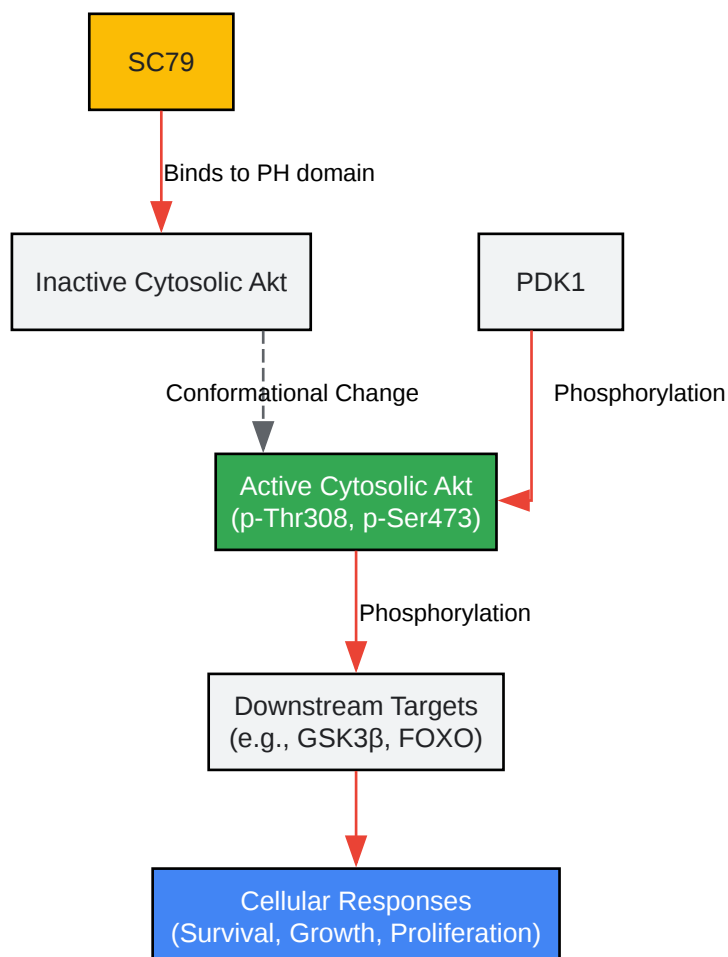 SC79
Binds to PH domain
Inactive Cytosolic Akt
PDK1
Conformational Change
Phosphorylation
Active Cytosolic Akt
(p-Thr308, p-Ser473)
Phosphorylation
Downstream Targets
(e.g., GSK3β, FOXO)
Cellular Responses
(Survival, Growth, Proliferation)